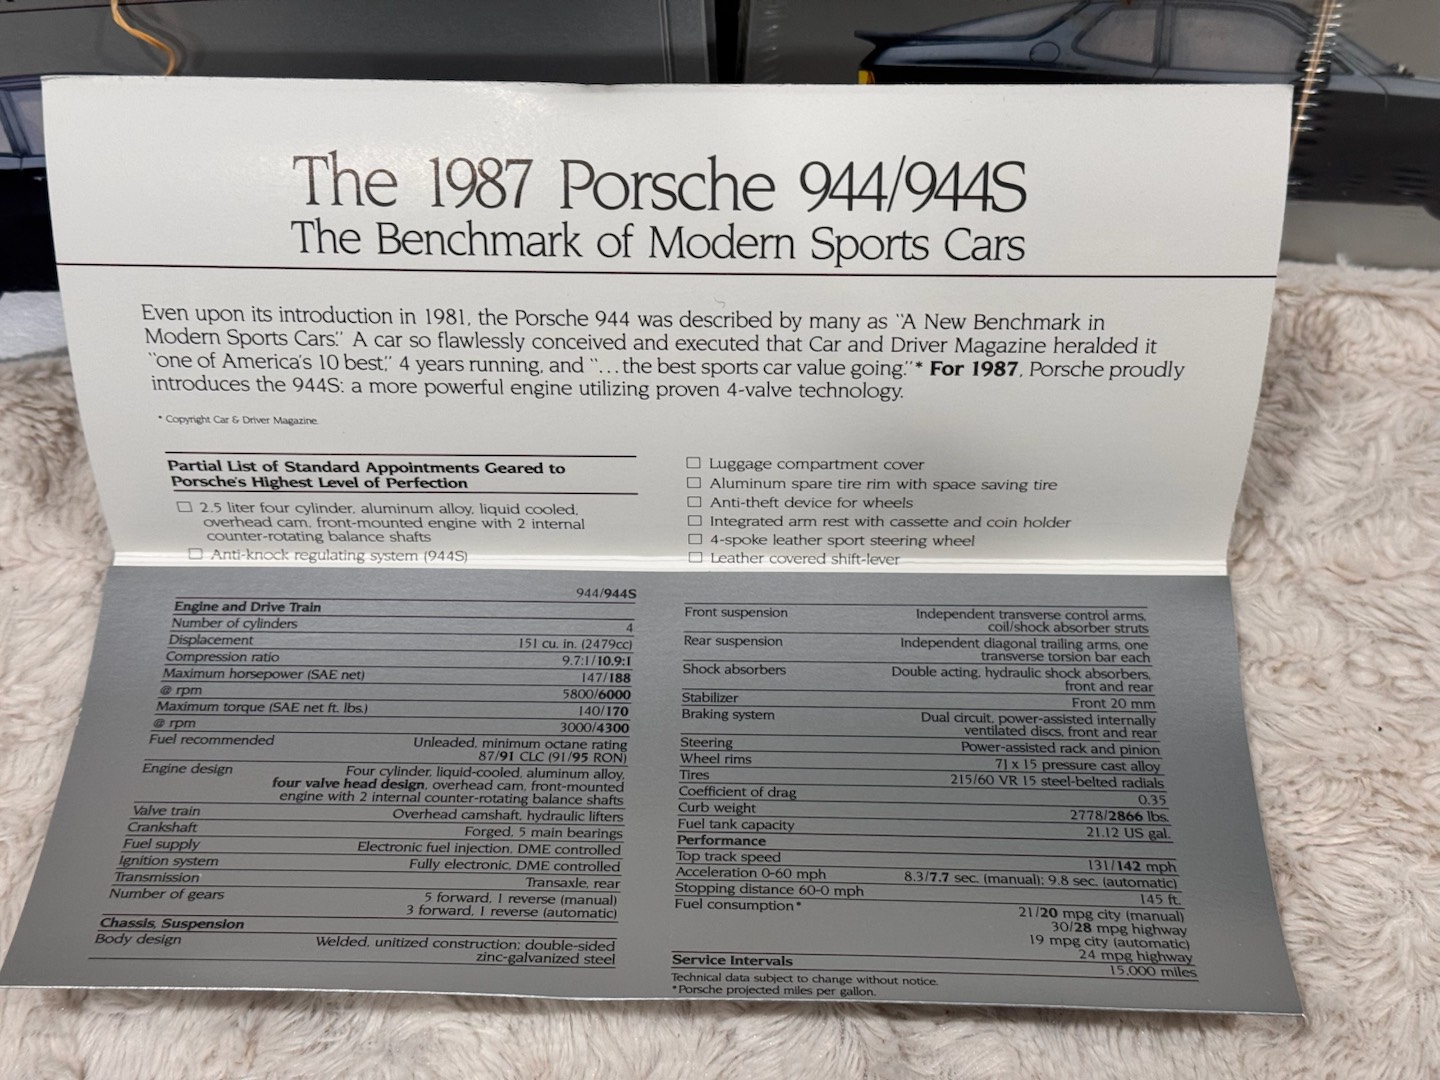 The 1987 Porsche 944/944S
The Benchmark of Modern Sports Cars
Even upon its introduction in 1981, the Porsche 944 was described by many as "A New Benchmark in
Modern Sports Cars." A car so flawlessly conceived and executed that Car and Driver Magazine heralded it
"one of America's 10 best," 4 years running, and "...the best sports car value going."* For 1987, Porsche proudly
introduces the 944S: a more powerful engine utilizing proven 4-valve technology.
* Copyright Car & Driver Magazine.
Partial List of Standard Appointments Geared to
Porsche's Highest Level of Perfection
☐ 2.5 liter four cylinder, aluminum alloy, liquid cooled,
overhead cam, front-mounted engine with 2 internal
counter-rotating balance shafts
☐ Anti-knock regulating system (944S)
☐ Luggage compartment cover
☐ Aluminum spare tire rim with space saving tire
☐ Anti-theft device for wheels
☐ Integrated arm rest with cassette and coin holder
☐ 4-spoke leather sport steering wheel
☐ Leather covered shift-lever
944/944S
Engine and Drive Train
Number of cylinders 4
Displacement 151 cu. in. (2479cc)
Compression ratio 9.7:1/10.9:1
Maximum horsepower (SAE net) 147/188
@ rpm 5800/6000
Maximum torque (SAE net ft. lbs.) 140/170
@ rpm 3000/4300
Fuel recommended Unleaded, minimum octane rating
87/91 CLC (91/95 RON)
Engine design Four cylinder, liquid-cooled, aluminum alloy,
four valve head design, overhead cam, front-mounted
engine with 2 internal counter-rotating balance shafts
Valve train Overhead camshaft, hydraulic lifters
Crankshaft Forged, 5 main bearings
Fuel supply Electronic fuel injection, DME controlled
Ignition system Fully electronic, DME controlled
Transmission Transaxle, rear
Number of gears 5 forward, 1 reverse (manual)
3 forward, 1 reverse (automatic)
Chassis, Suspension
Body design Welded, unitized construction; double-sided
zinc-galvanized steel
Front suspension Independent transverse control arms,
coil/shock absorber struts
Rear suspension Independent diagonal trailing arms, one
transverse torsion bar each
Shock absorbers Double acting, hydraulic shock absorbers,
front and rear
Stabilizer Front 20 mm
Braking system Dual circuit, power-assisted internally
ventilated discs, front and rear
Steering Power-assisted rack and pinion
Wheel rims 7J x 15 pressure cast alloy
Tires 215/60 VR 15 steel-belted radials
Coefficient of drag 0.35
Curb weight 2778/2866 lbs.
Fuel tank capacity 21.12 US gal.
Performance
Top track speed 131/142 mph
Acceleration 0-60 mph 8.3/7.7 sec. (manual); 9.8 sec. (automatic)
Stopping distance 60-0 mph 145 ft.
Fuel consumption* 21/20 mpg city (manual)
30/28 mpg highway
19 mpg city (automatic)
24 mpg highway
Service Intervals 15,000 miles
Technical data subject to change without notice.
*Porsche projected miles per gallon.